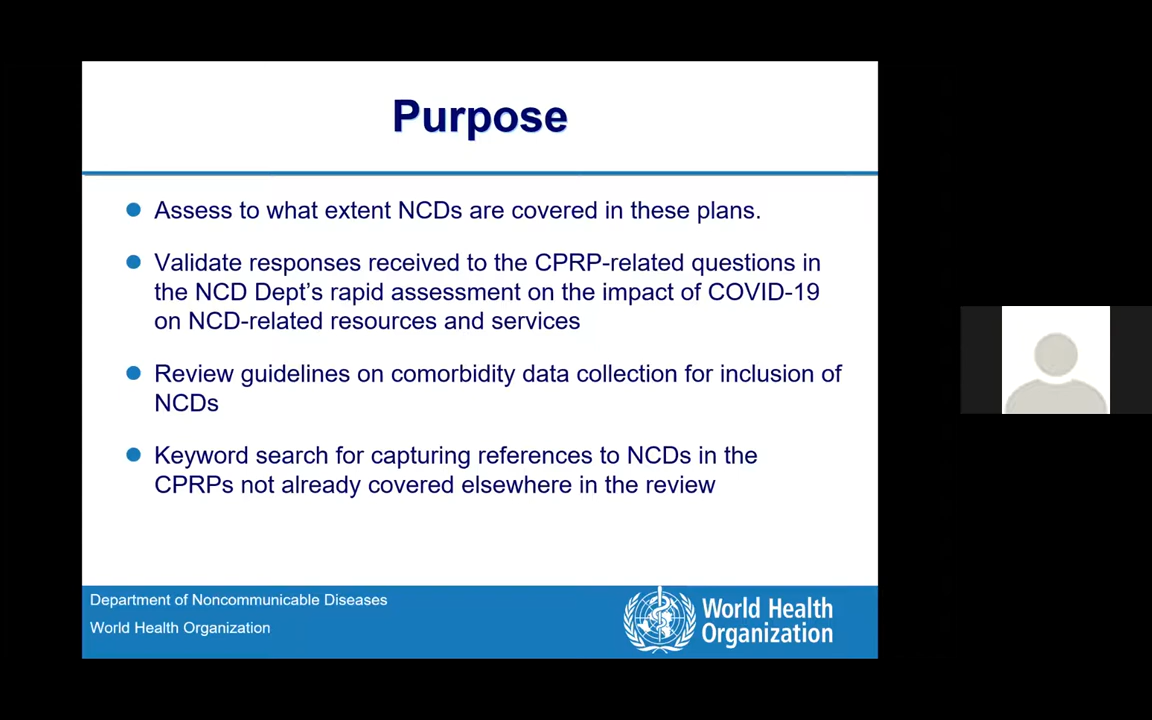 Purpose
Assess to what extent NCDs are covered in these plans.
Validate responses received to the CPRP-related questions in
the NCD Dept’s rapid assessment on the impact of COVID-19
on NCD-related resources and services
Review guidelines on comorbidity data collection for inclusion of
NCDs
Keyword search for capturing references to NCDs in the
CPRPs not already covered elsewhere in the review
Department of Noncommunicable Diseases
World Health Organization
World Health
Organization